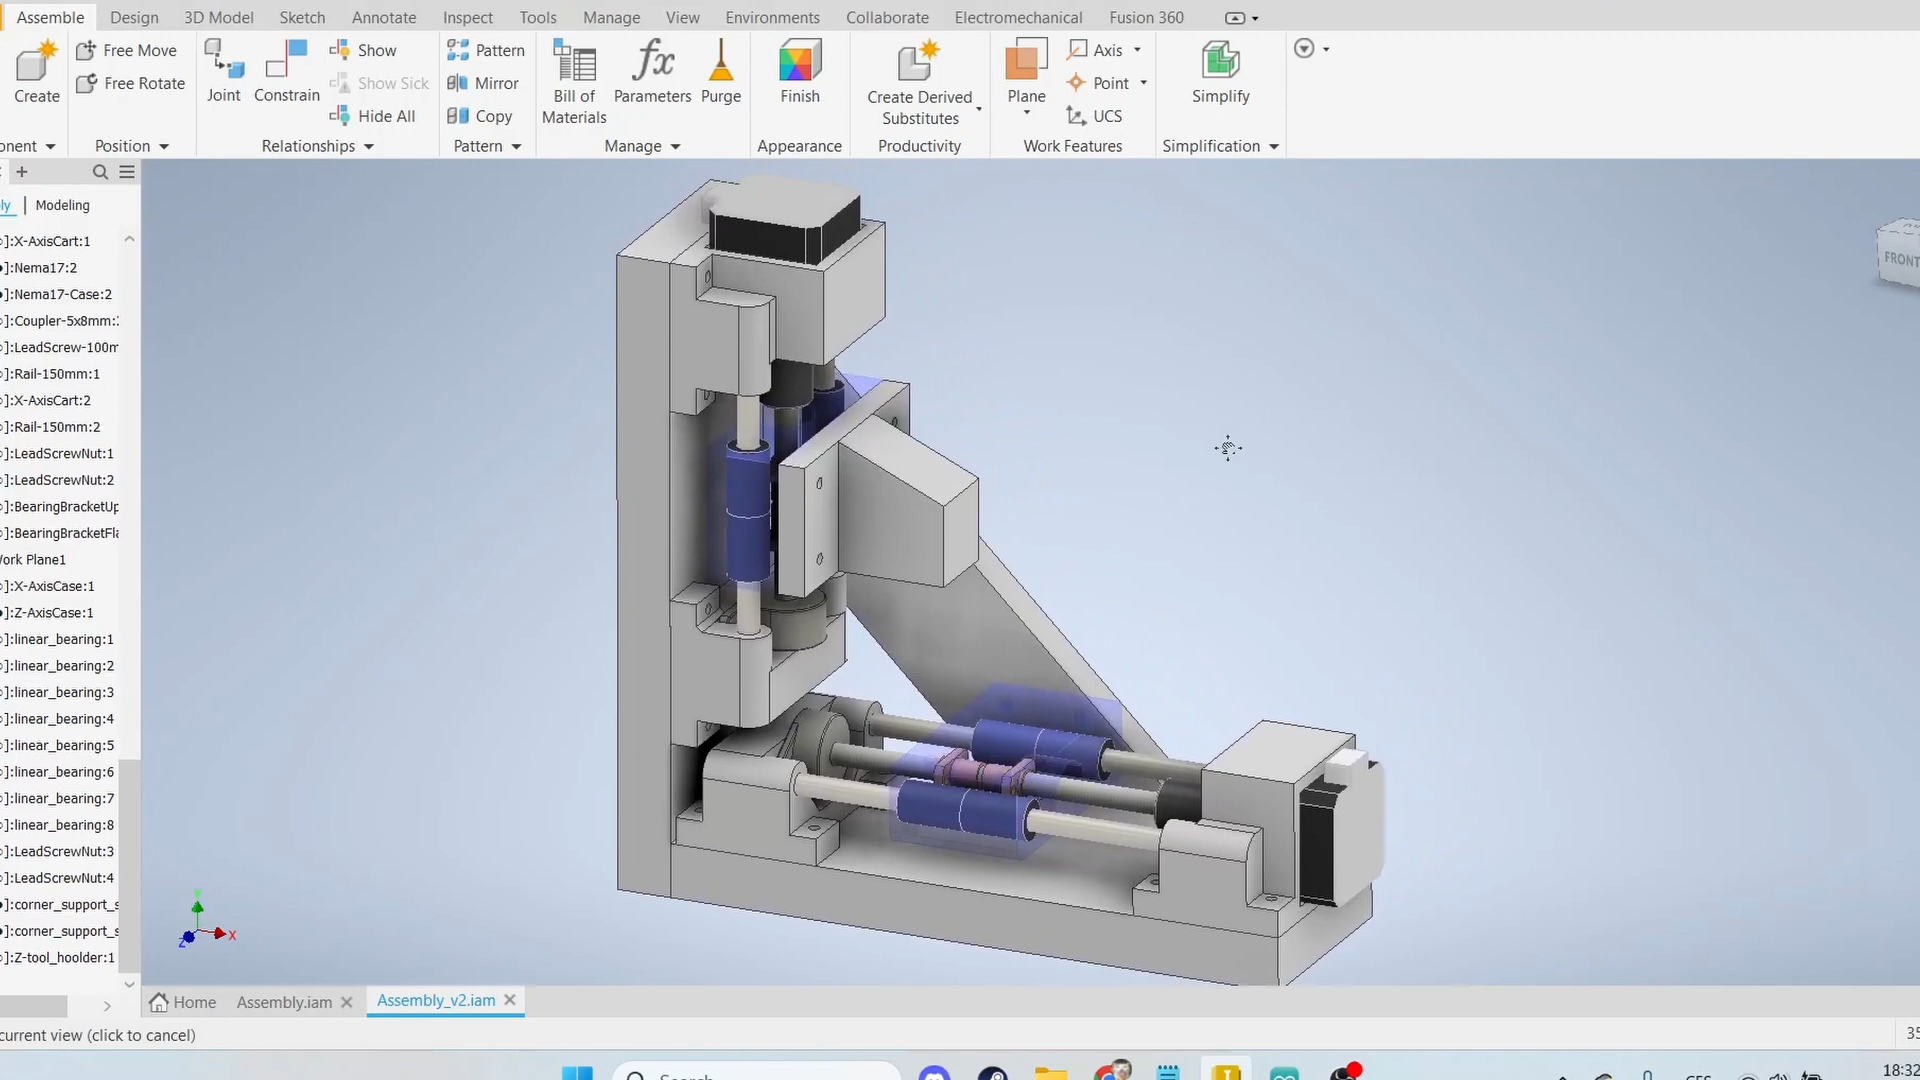 Assemble Design 3D Model Sketch Annotate Inspect Tools Manage View Environments Collaborate Electromechanical Fusion 360
Create
Free Move
Free Rotate
Joint
Constrain
Show
Show Sick
Hide All
Pattern
Mirror
Copy
Bill of
Materials
Parameters
Purge
Finish
Create Derived
Substitutes
Plane
Axis
Point
UCS
Simplify
onent Position Relationships Pattern Manage Appearance Productivity Work Features Simplification
ly | Modeling
]:X-AxisCart:1
]:Nema17:2
]:Nema17-Case:2
]:Coupler-5x8mm:
]:LeadScrew-100m
]:Rail-150mm:1
]:X-AxisCart:2
]:Rail-150mm:2
]:LeadScrewNut:1
]:LeadScrewNut:2
]:BearingBracketUp
]:BearingBracketFla
ork Plane1
]:X-AxisCase:1
]:Z-AxisCase:1
]:linear_bearing:1
]:linear_bearing:2
]:linear_bearing:3
]:linear_bearing:4
]:linear_bearing:5
]:linear_bearing:6
]:linear_bearing:7
]:linear_bearing:8
]:LeadScrewNut:3
]:LeadScrewNut:4
]:corner_support_s
]:corner_support_s
]:Z-tool_hoolder:1
FRONT
Y
X
Z
Home Assembly.iam Assembly_v2.iam
current view (click to cancel)
35
Search
18:32